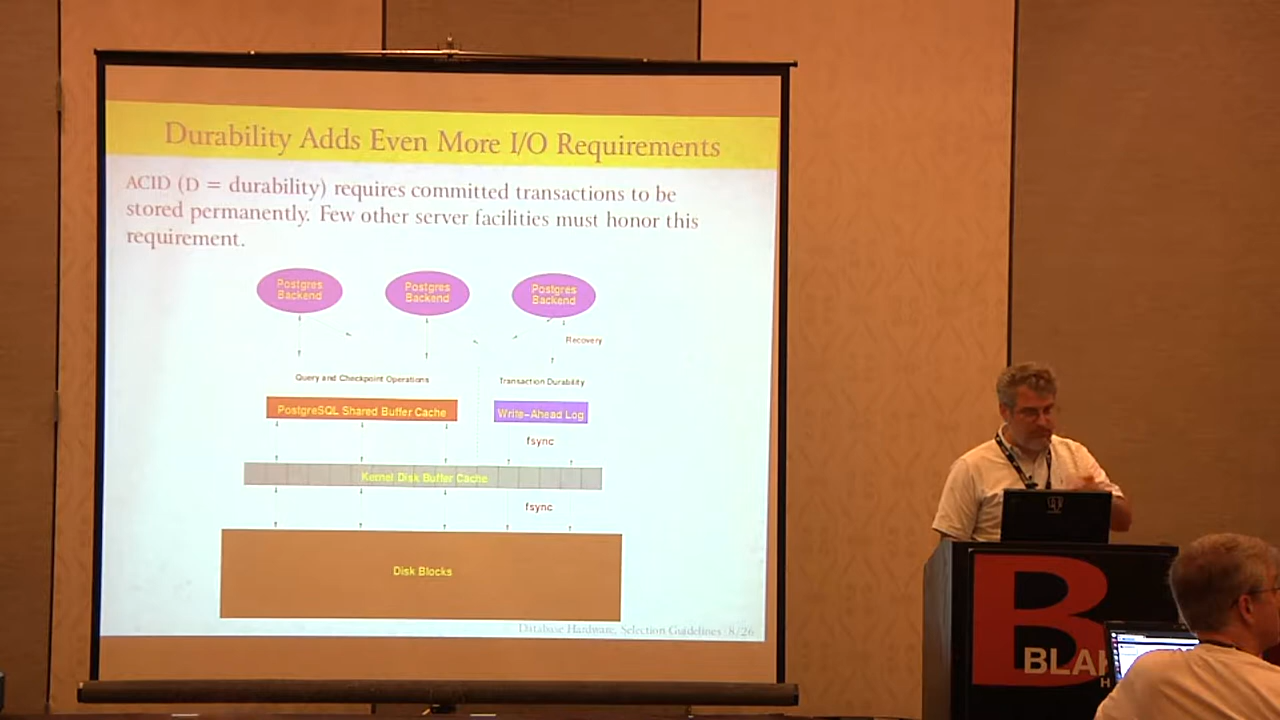 Durability Adds Even More I/O Requirements
ACID (D = durability) requires committed transactions to be
stored permanently. Few other server facilities must honor this
requirement.
Postgres
Backend
Postgres
Backend
Postgres
Backend
Recovery
Query and Checkpoint Operations
Transaction Durability
PostgreSQL Shared Buffer Cache
Write-Ahead Log
fsync
Kernel Disk Buffer Cache
fsync
Disk Blocks
Database Hardware, Selection Guidelines 8/26
B
BLA
H